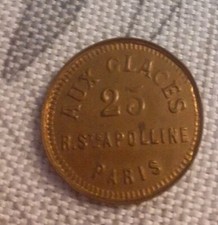 AUX GLACES
25
R. STE APOLLINE
PARIS